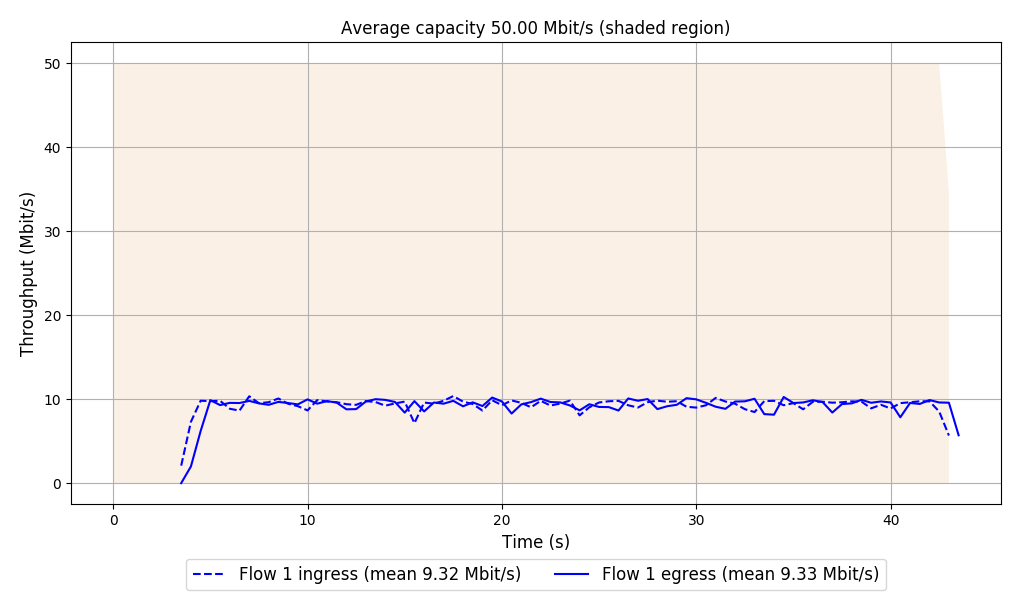 Average capacity 50.00 Mbit/s (shaded region)
50
40
30
20
10
0
Throughput (Mbit/s)
0 10 20 30 40
Time (s)
Flow 1 ingress (mean 9.32 Mbit/s) Flow 1 egress (mean 9.33 Mbit/s)